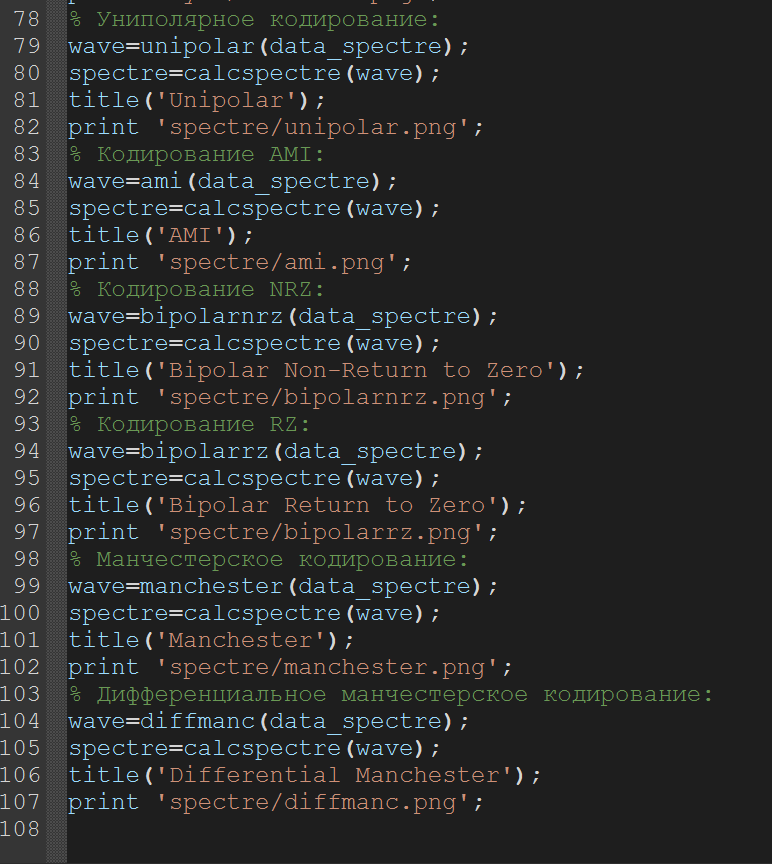 78 % Униполярное кодирование:
79 wave=unipolar(data_spectre);
80 spectre=calcspectre(wave);
81 title('Unipolar');
82 print 'spectre/unipolar.png';
83 % Кодирование AMI:
84 wave=ami(data_spectre);
85 spectre=calcspectre(wave);
86 title('AMI');
87 print 'spectre/ami.png';
88 % Кодирование NRZ:
89 wave=bipolarnrz(data_spectre);
90 spectre=calcspectre(wave);
91 title('Bipolar Non-Return to Zero');
92 print 'spectre/bipolarnrz.png';
93 % Кодирование RZ:
94 wave=bipolarrz(data_spectre);
95 spectre=calcspectre(wave);
96 title('Bipolar Return to Zero');
97 print 'spectre/bipolarrz.png';
98 % Манчестерское кодирование:
99 wave=manchester(data_spectre);
100 spectre=calcspectre(wave);
101 title('Manchester');
102 print 'spectre/manchester.png';
103 % Дифференциальное манчестерское кодирование:
104 wave=diffmanc(data_spectre);
105 spectre=calcspectre(wave);
106 title('Differential Manchester');
107 print 'spectre/diffmanc.png';
108